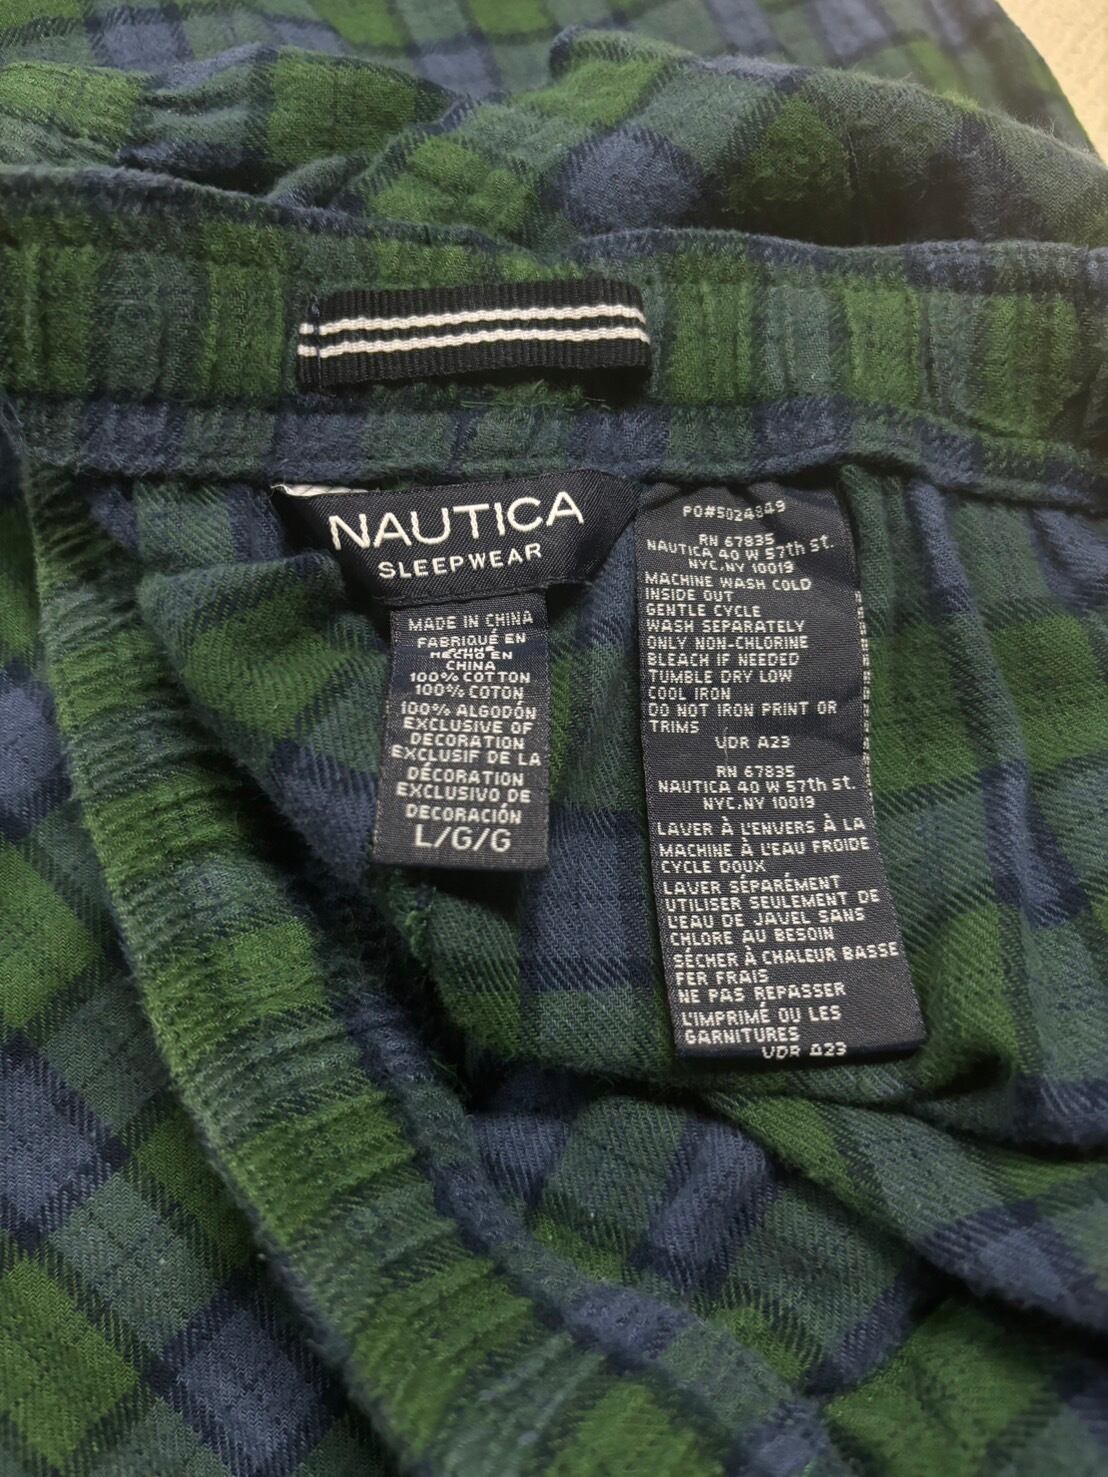 NAUTICA
SLEEPWEAR
MADE IN CHINA
FABRIQUÉ EN
HECHO EN
CHINA
100% COTTON
100% COTON
100% ALGODÓN
EXCLUSIVE OF
DECORATION
EXCLUSIF DE LA
DÉCORATION
EXCLUSIVO DE
DECORACIÓN
L/G/G
PO#5024849
RN 67835
NAUTICA 40 W 57th st.
NYC.NY 10019
MACHINE WASH COLD
INSIDE OUT
GENTLE CYCLE
WASH SEPARATELY
ONLY NON-CHLORINE
BLEACH IF NEEDED
TUMBLE DRY LOW
COOL IRON
DO NOT IRON PRINT OR
TRIMS
VDR A23
RN 67835
NAUTICA 40 W 57th st.
NYC.NY 10019
LAVER À L'ENVERS À LA
MACHINE À L'EAU FROIDE
CYCLE DOUX
LAVER SÉPARÉMENT
UTILISER SEULEMENT DE
L'EAU DE JAVEL SANS
CHLORE AU BESOIN
SÉCHER À CHALEUR BASSE
FER FRAIS
NE PAS REPASSER
L'IMPRIMÉ OU LES
GARNITURES
VDR A23